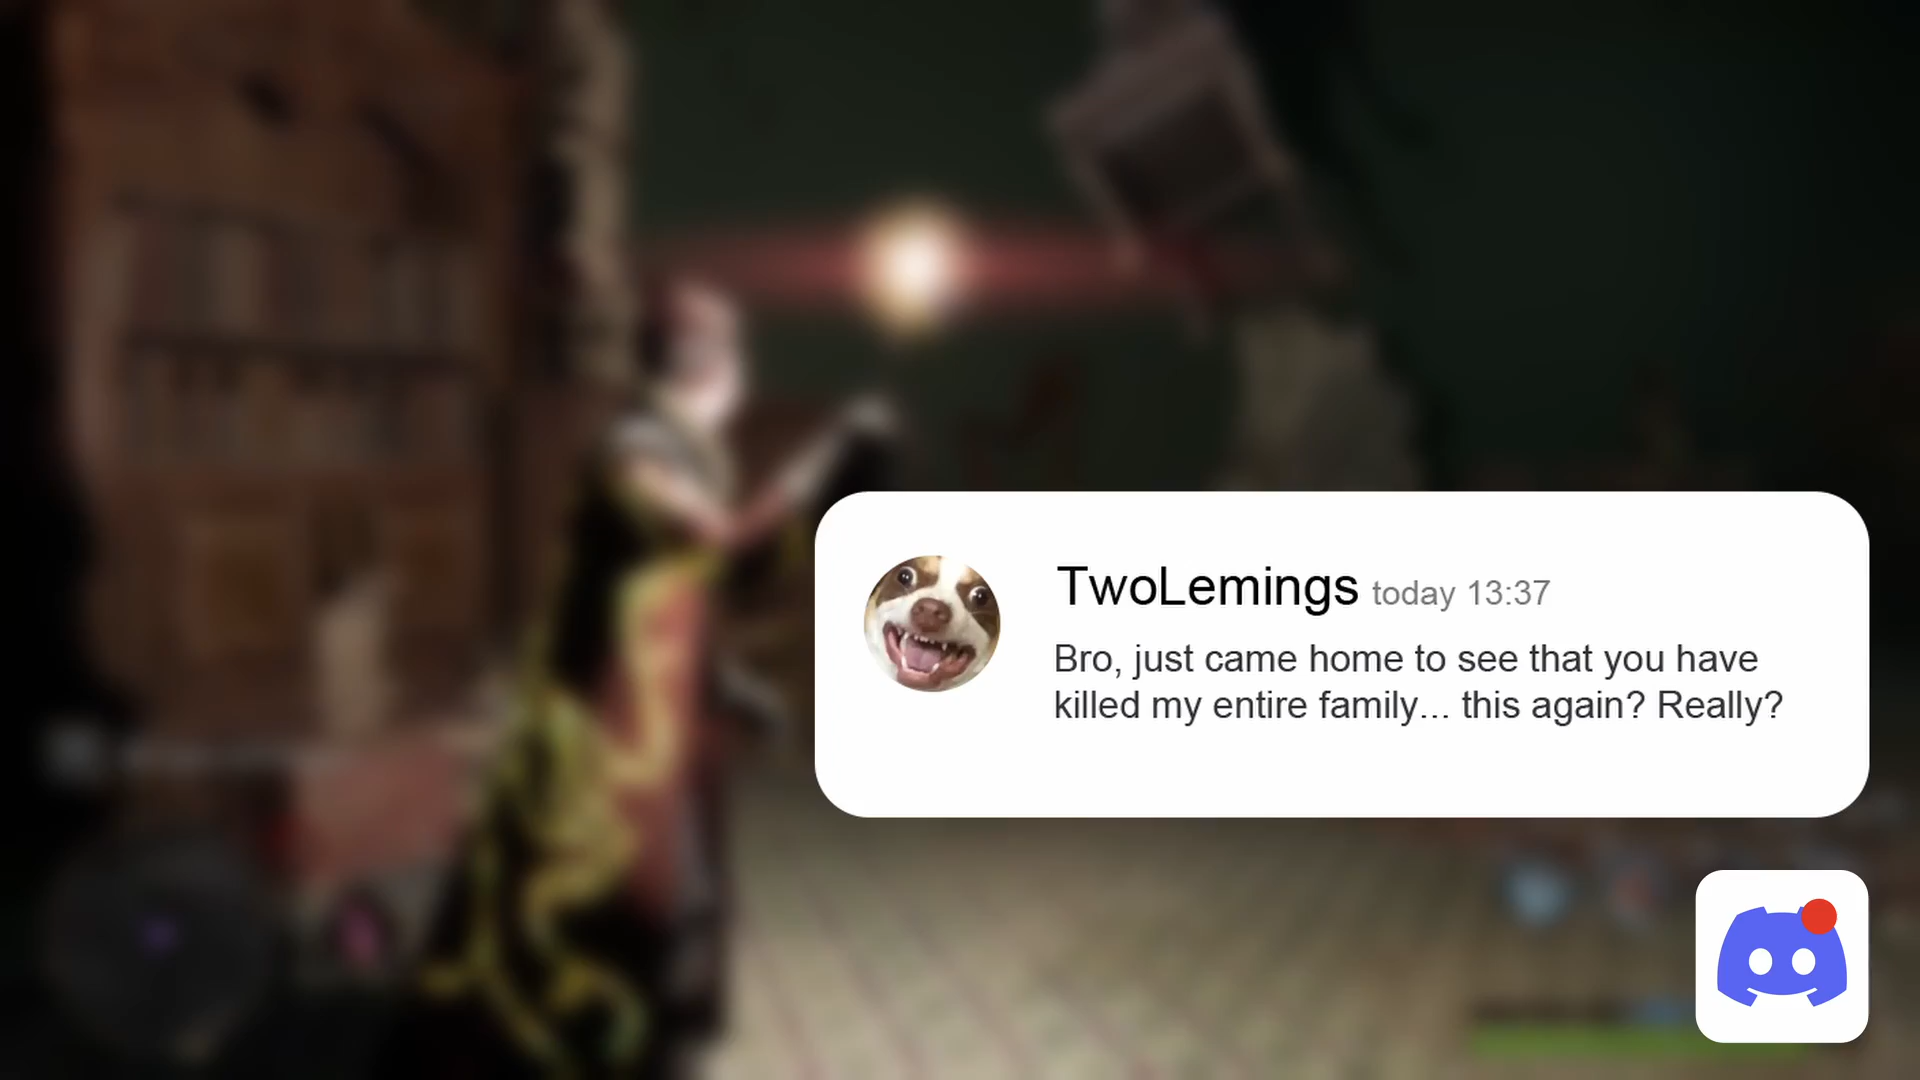 TwoLemings today 13:37
Bro, just came home to see that you have
killed my entire family... this again? Really?